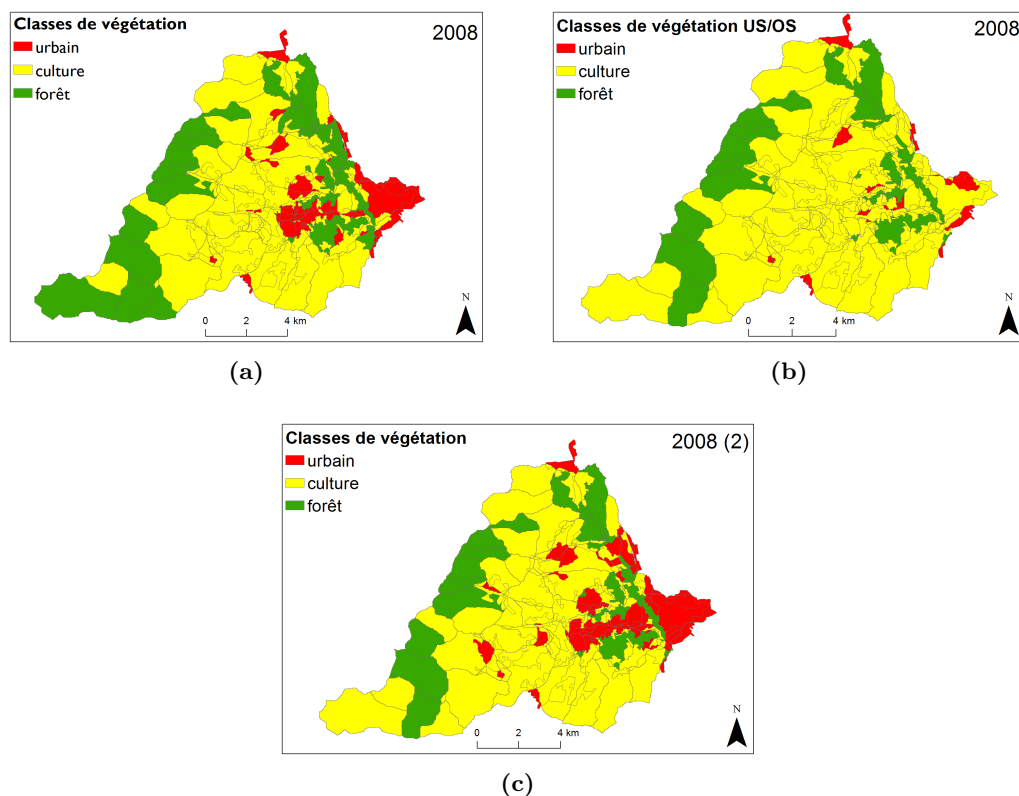 Classes de végétation
2008
urbain
culture
forêt
N
0 2 4 km
(a)
Classes de végétation US/OS
2008
urbain
culture
forêt
N
0 2 4 km
(b)
Classes de végétation
2008 (2)
urbain
culture
forêt
N
0 2 4 km
(c)